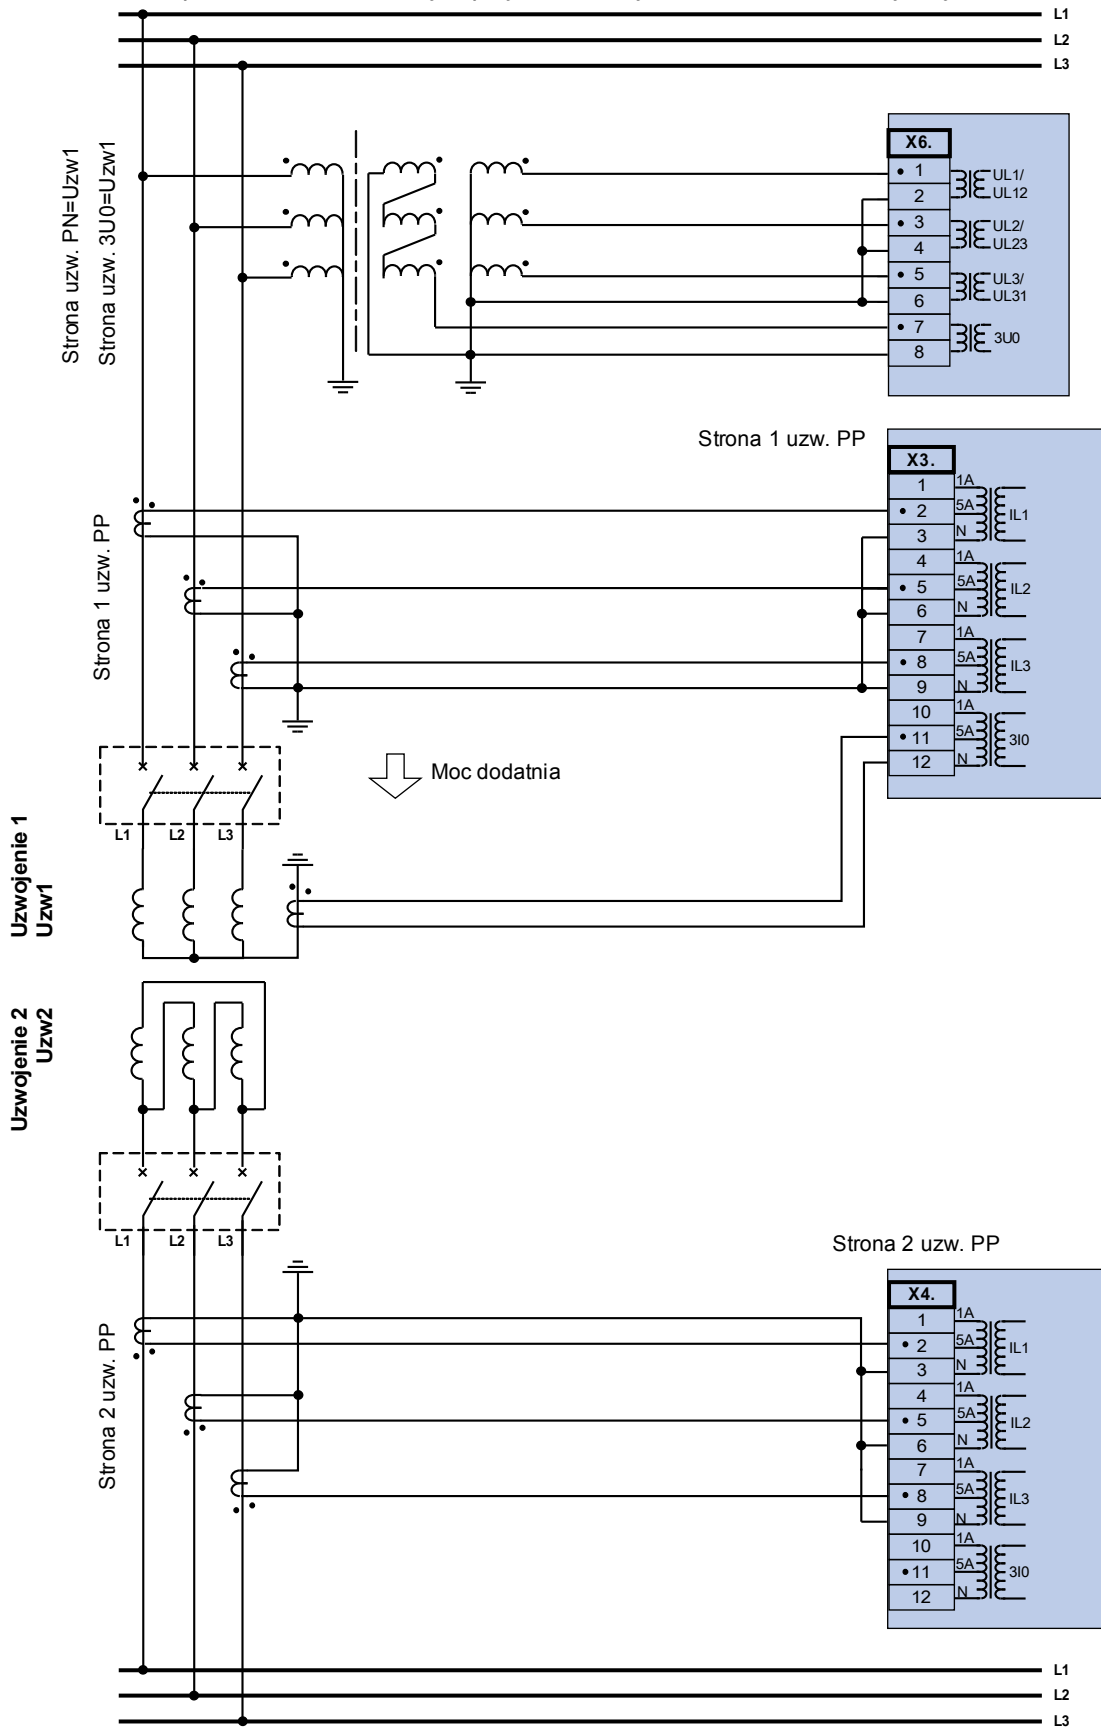 L1
L2
L3
Strona uzw. PN=Uzw1
Strona uzw. 3U0=Uzw1
X6.
1
2
3
4
5
6
7
8
UL1/
UL12
UL2/
UL23
UL3/
UL31
3U0
Strona 1 uzw. PP
Strona 1 uzw. PP
X3.
1 1A
2 5A IL1
3 N
4 1A
5 5A IL2
6 N
7 1A
8 5A IL3
9 N
10 1A
11 5A 3I0
12 N
Moc dodatnia
L1 L2 L3
Uzwojenie 1
Uzw1
Uzwojenie 2
Uzw2
L1 L2 L3
Strona 2 uzw. PP
Strona 2 uzw. PP
X4.
1 1A
2 5A IL1
3 N
4 1A
5 5A IL2
6 N
7 1A
8 5A IL3
9 N
10 1A
11 5A 3I0
12 N
L1
L2
L3